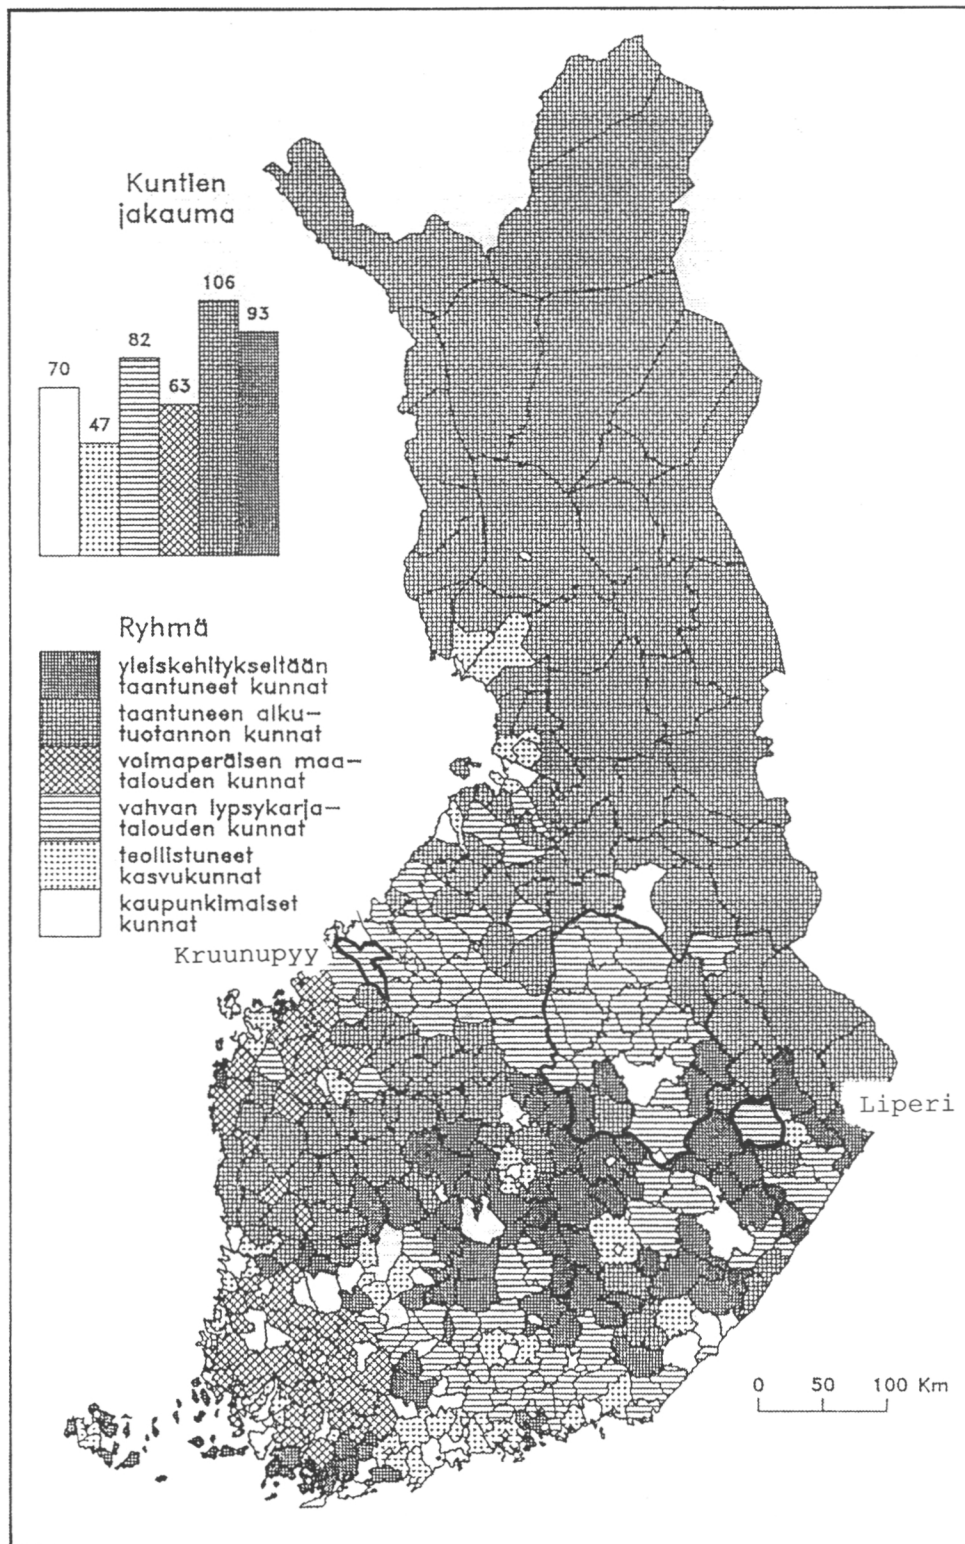 Kuntien
jakauma
106
93
82
70
63
47
Ryhmä
yleiskehitykseltään
taantuneet kunnat
taantuneen alku-
tuotannon kunnat
voimaperäisen maa-
talouden kunnat
vahvan lypsykarja-
talouden kunnat
teollistuneet
kasvukunnat
kaupunkimaiset
kunnat
Kruunupyy
Liperi
0 50 100 Km